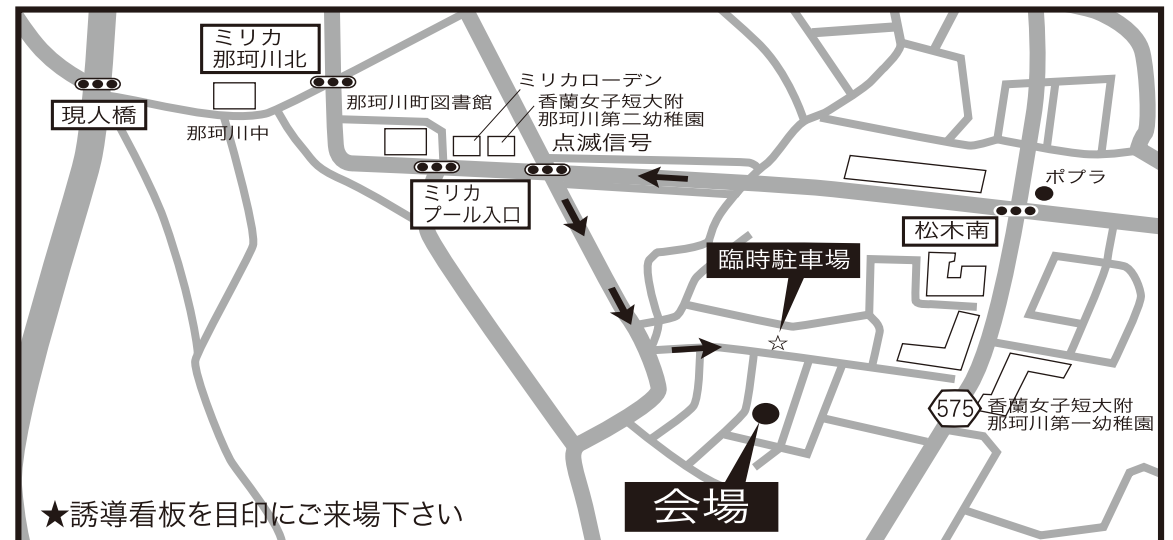 ミリカ
那珂川北
現人橋
那珂川中
那珂川町図書館
ミリカローデン
香蘭女子短大附
那珂川第二幼稚園
点滅信号
ミリカ
プール入口
ポプラ
松木南
臨時駐車場
575
香蘭女子短大附
那珂川第一幼稚園
会場
★誘導看板を目印にご来場下さい